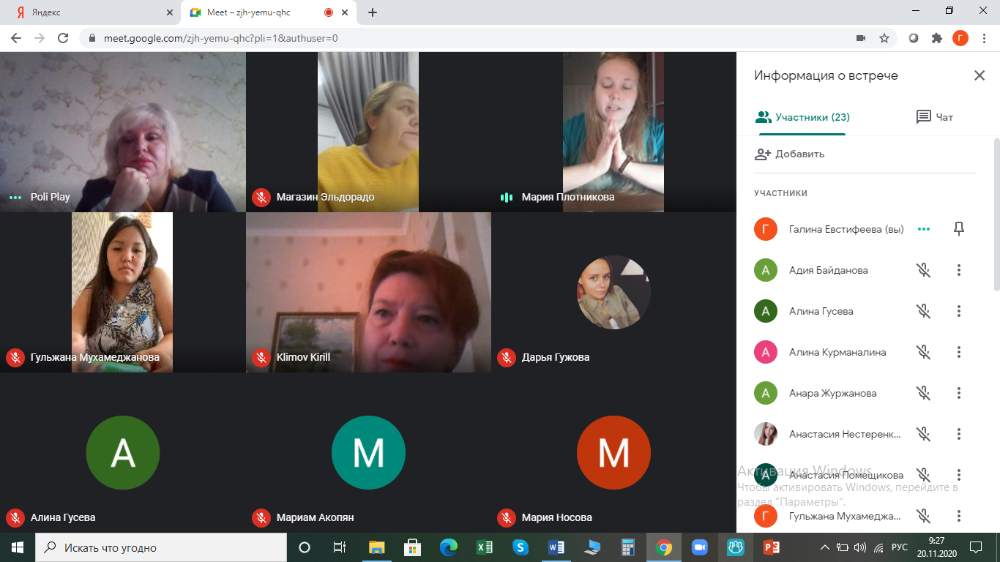 Яндекс
Meet – zjh-yemu-qhc
meet.google.com/zjh-yemu-qhc?pli=1&authuser=0
Г
Poli Play
Магазин Эльдорадо
Мария Плотникова
Гульжана Мухамеджанова
Klimov Kirill
Дарья Гужова
А
М
М
Алина Гусева
Мариам Акопян
Мария Носова
Информация о встрече
Участники (23)
Чат
Добавить
УЧАСТНИКИ
Г Галина Евстифеева (вы)
А Адия Байданова
А Алина Гусева
А Алина Курманалина
А Анара Журжанова
Анастасия Нестеренк...
А Анастасия Помещикова
Г Гульжана Мухамеджа...
Активация Windows
Чтобы активировать Windows, перейдите в
раздел "Параметры".
Искать что угодно
РУС
9:27
20.11.2020